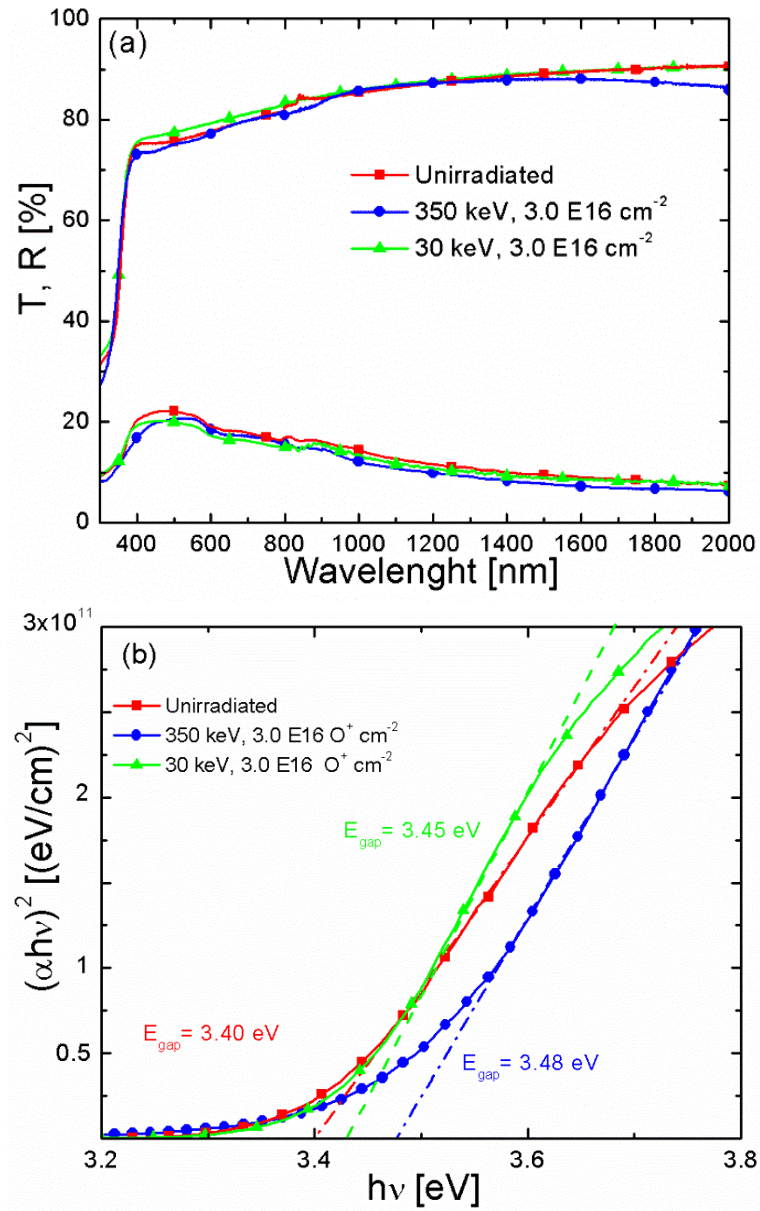 (a)
100
80
60
40
20
0
T, R [%]
Unirradiated
350 keV, 3.0 E16 cm⁻²
30 keV, 3.0 E16 cm⁻²
400 600 800 1000 1200 1400 1600 1800 2000
Wavelenght [nm]
(b)
3x10¹¹
2
1
0.5
(αhν)² [(eV/cm)²]
Unirradiated
350 keV, 3.0 E16 O⁺ cm⁻²
30 keV, 3.0 E16 O⁺ cm⁻²
E_gap= 3.45 eV
E_gap= 3.40 eV
E_gap= 3.48 eV
3.2 3.4 3.6 3.8
hν [eV]